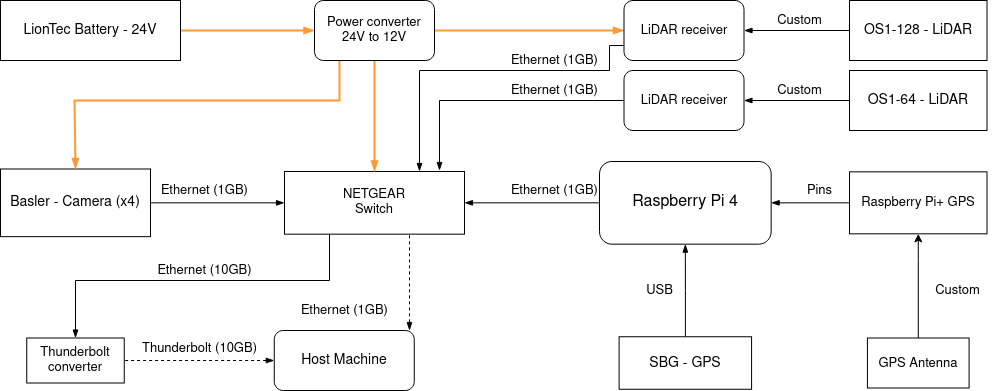 LionTec Battery - 24V
Power converter
24V to 12V
LiDAR receiver
Custom
OS1-128 - LiDAR
Ethernet (1GB)
Ethernet (1GB)
LiDAR receiver
Custom
OS1-64 - LiDAR
Basler - Camera (x4)
Ethernet (1GB)
NETGEAR
Switch
Ethernet (1GB)
Raspberry Pi 4
Pins
Raspberry Pi+ GPS
Ethernet (10GB)
USB
Custom
Ethernet (1GB)
Thunderbolt
converter
Thunderbolt (10GB)
Host Machine
SBG - GPS
GPS Antenna